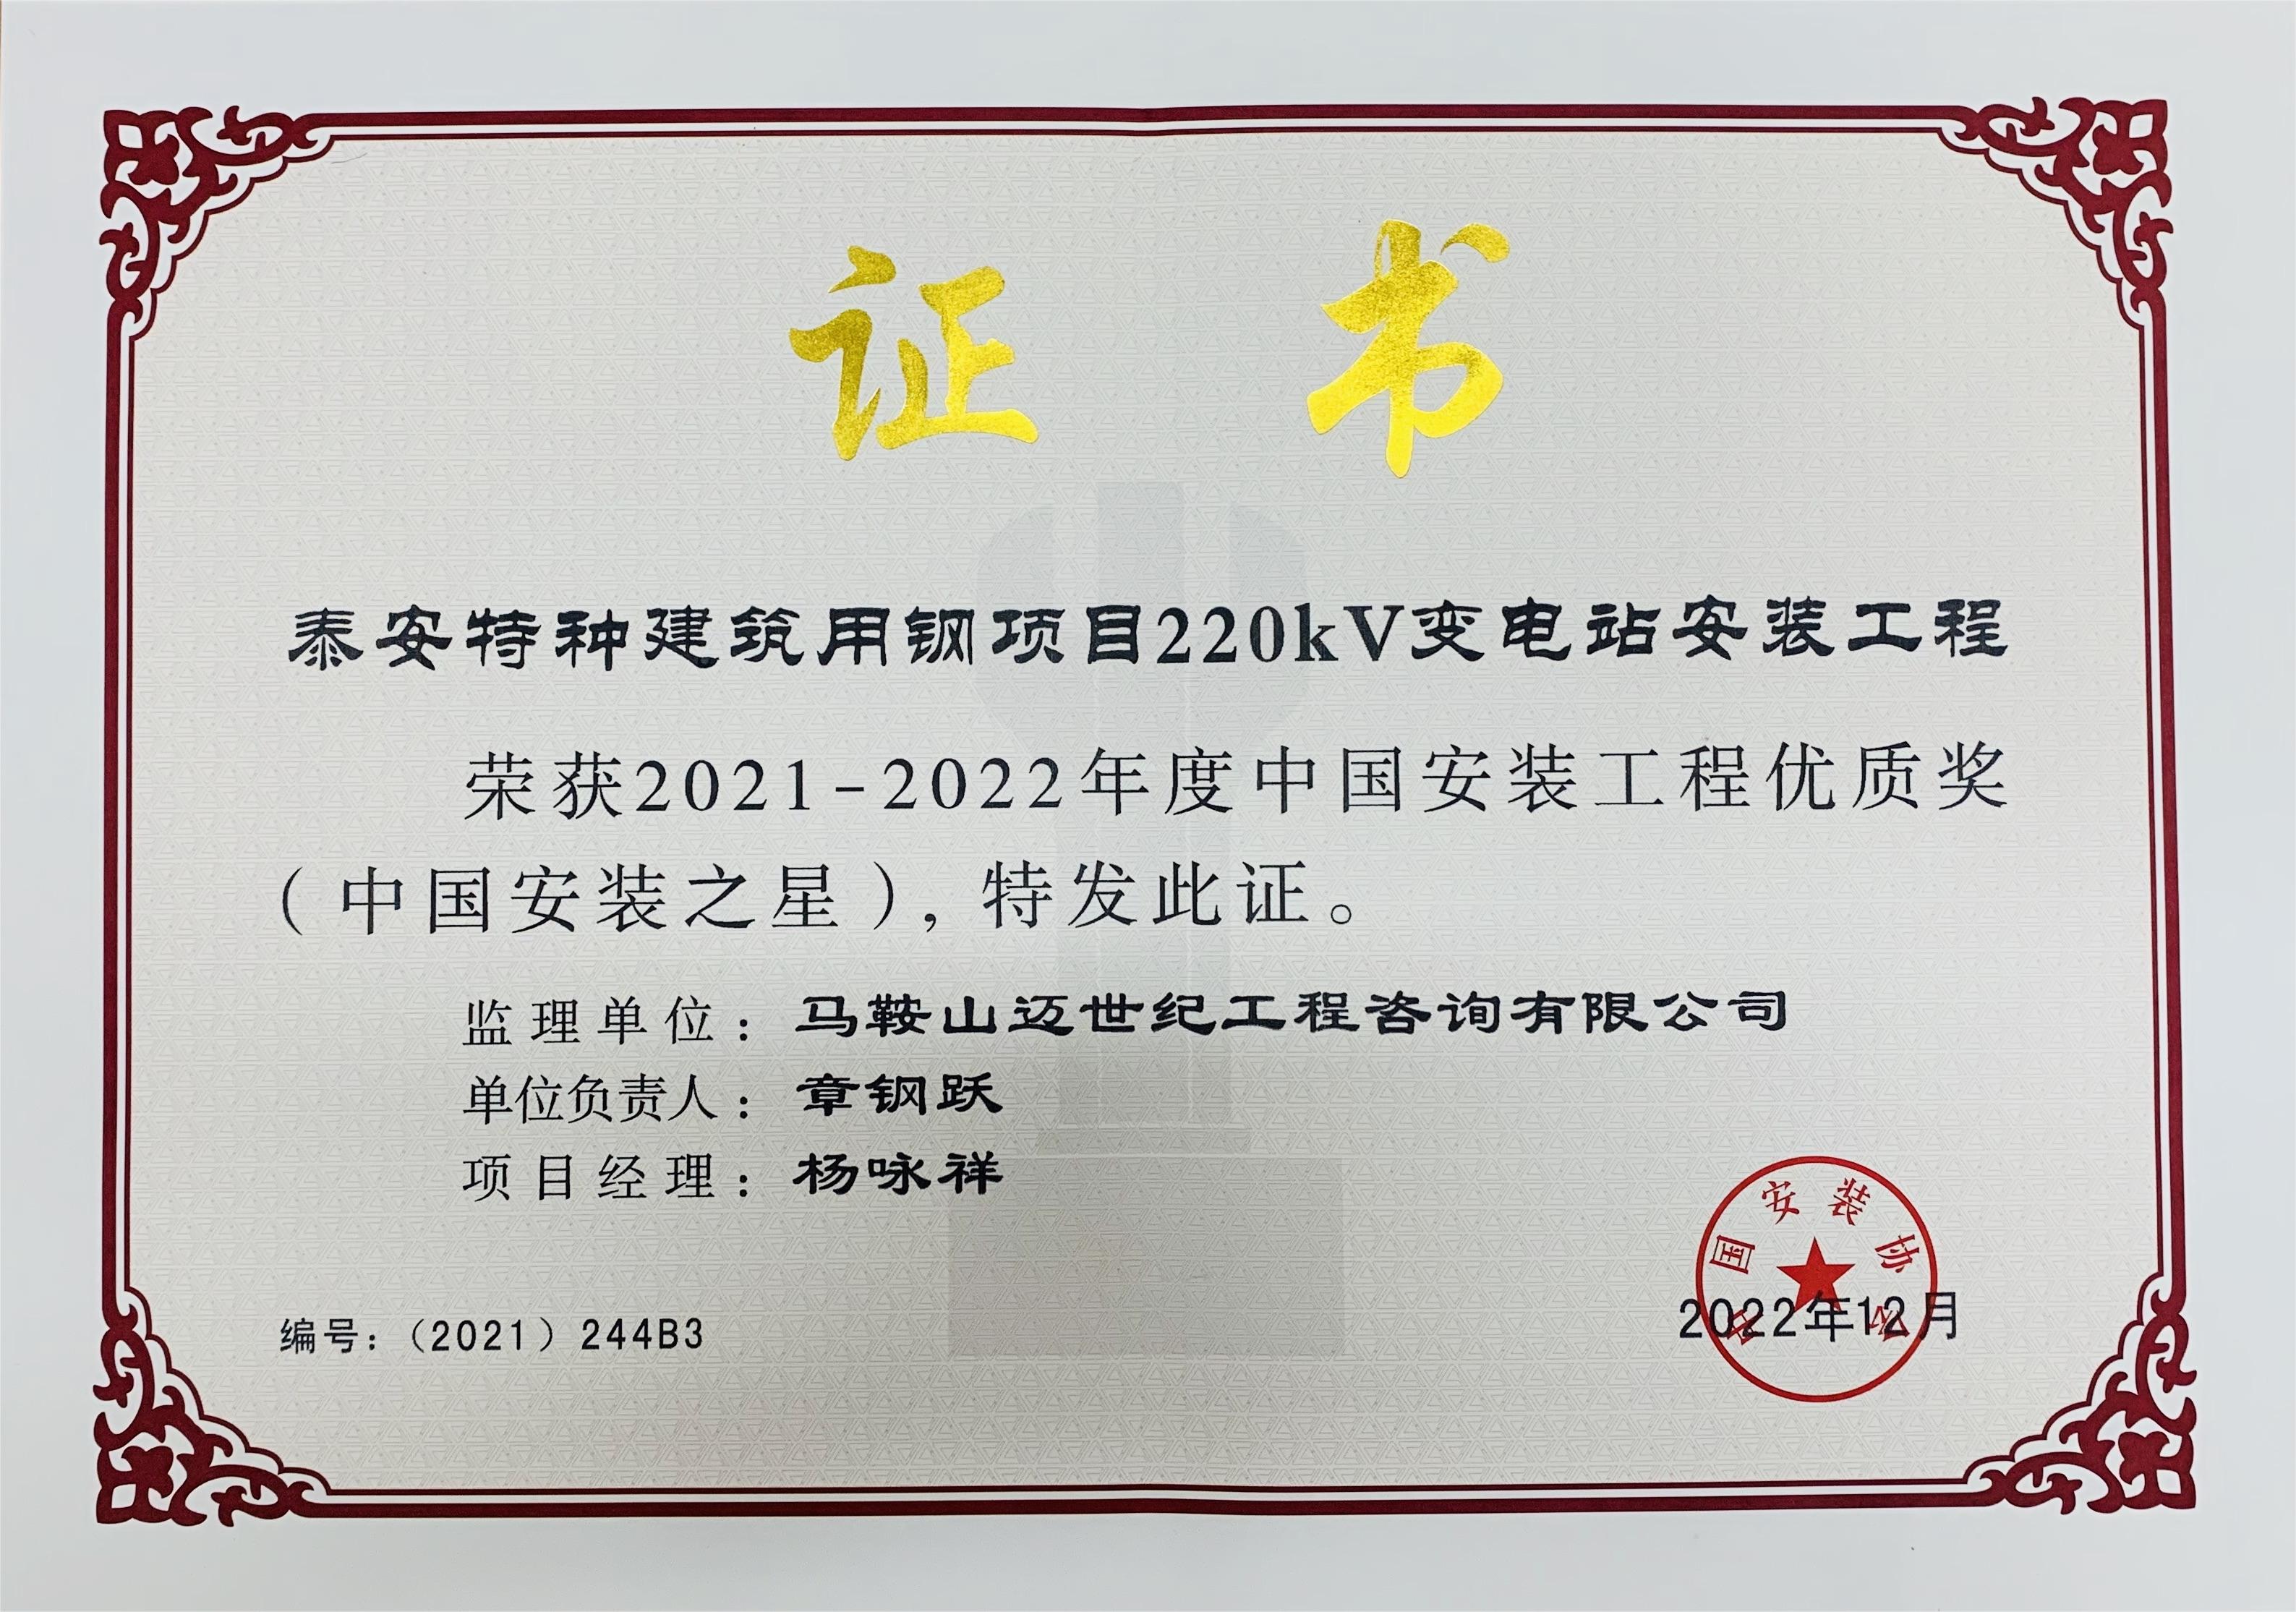 证书
泰安特种建筑用钢项目220kV变电站安装工程
荣获2021-2022年度中国安装工程优质奖
（中国安装之星），特发此证。
监理单位：马鞍山迈世纪工程咨询有限公司
单位负责人：章钢跃
项目经理：杨咏祥
中国安装协会
编号：（2021）244B3
2022年12月